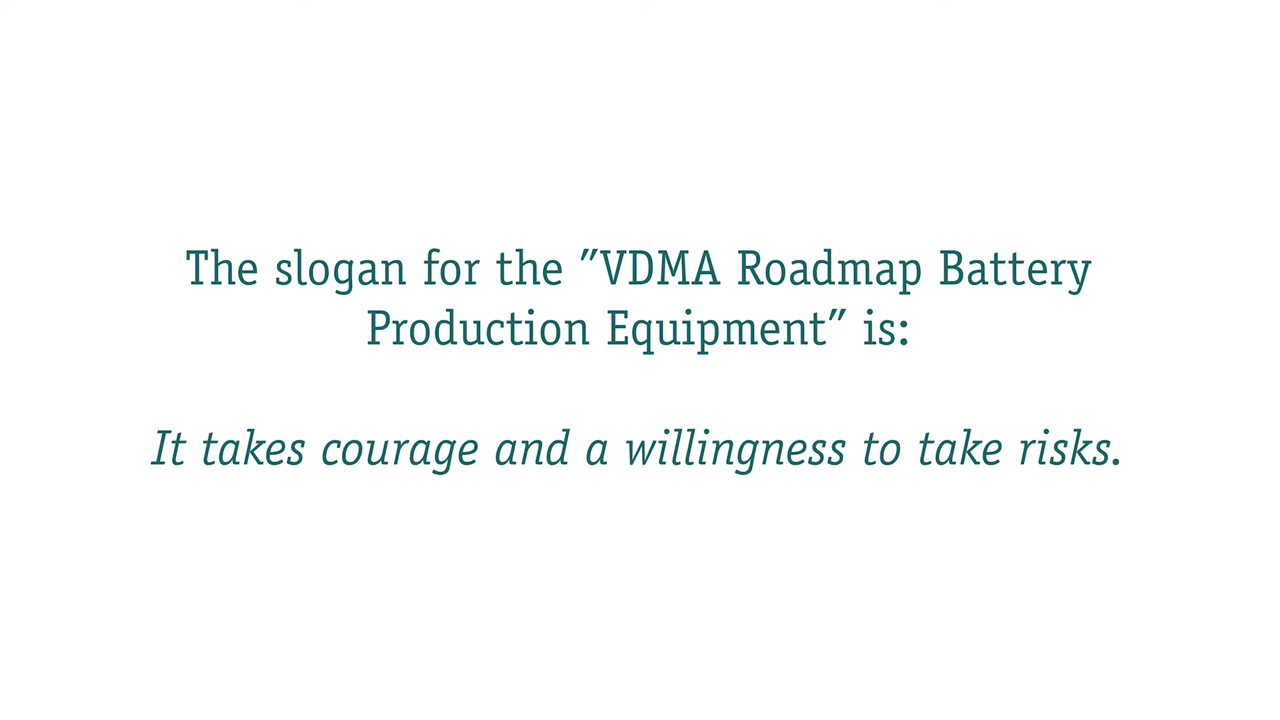 The slogan for the ″VDMA Roadmap Battery
Production Equipment″ is:
It takes courage and a willingness to take risks.